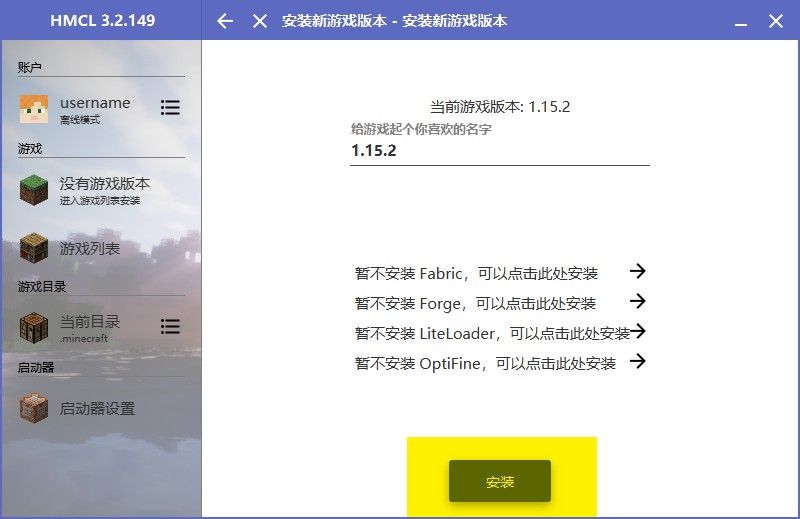 HMCL 3.2.149
安装新游戏版本 - 安装新游戏版本
账户
username
离线模式
游戏
没有游戏版本
进入游戏列表安装
游戏列表
游戏目录
当前目录
.minecraft
启动器
启动器设置
当前游戏版本: 1.15.2
给游戏起个你喜欢的名字
1.15.2
暂不安装 Fabric，可以点击此处安装
暂不安装 Forge，可以点击此处安装
暂不安装 LiteLoader，可以点击此处安装
暂不安装 OptiFine，可以点击此处安装
安装